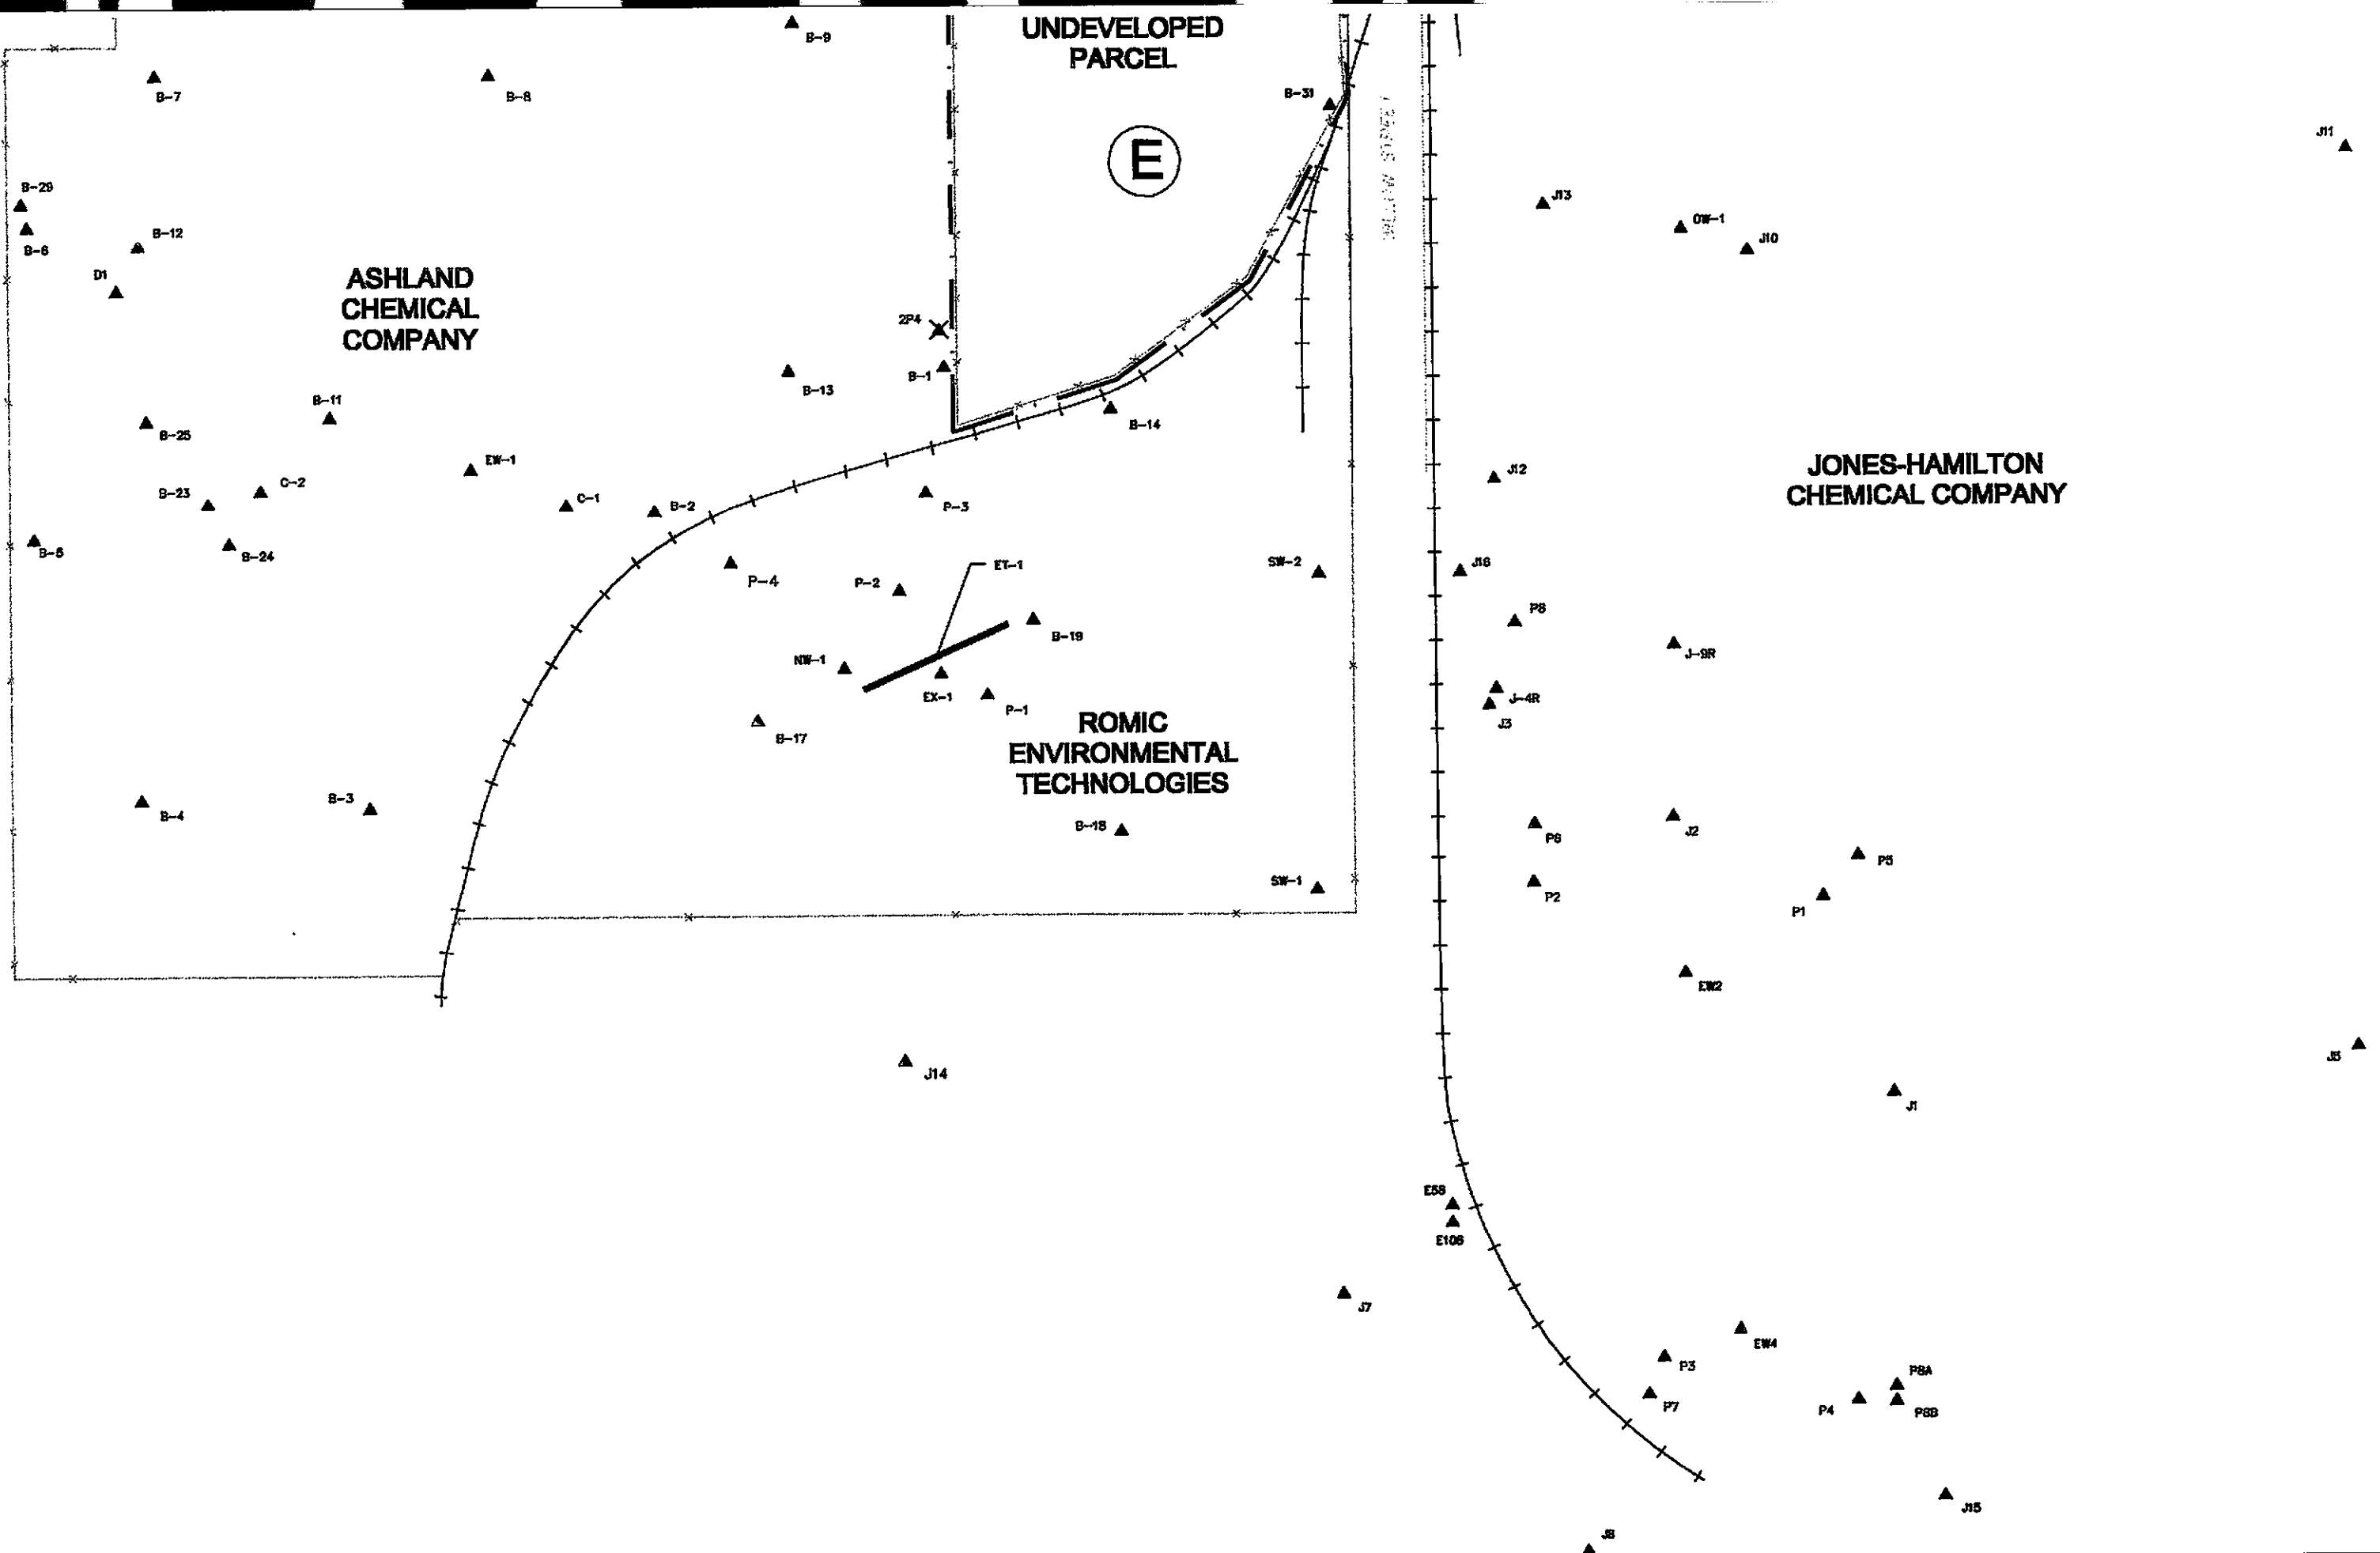 UNDEVELOPED
PARCEL
E
B-9
B-7
B-8
B-31
J11
B-29
B-6
B-12
D1
J13
OW-1
J10
ASHLAND
CHEMICAL
COMPANY
2P4
B-1
B-13
B-14
B-11
B-25
EW-1
C-2
B-23
C-1
B-2
P-3
J12
JONES-HAMILTON
CHEMICAL COMPANY
B-5
B-24
P-4
P-2
ET-1
SW-2
J16
P8
B-19
J-9R
NW-1
EX-1
P-1
J-4R
J3
B-17
ROMIC
ENVIRONMENTAL
TECHNOLOGIES
B-4
B-3
B-18
P6
J2
P5
SW-1
P2
P1
EW2
J14
J1
E10B
J7
EW4
P3
P7
P8A
P4
P8B
J15